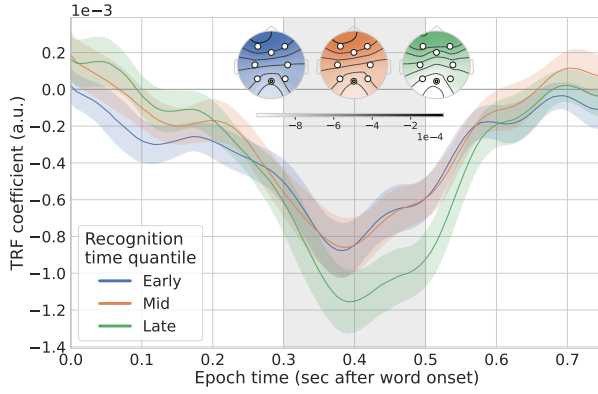 1e−3
0.2
0.0
−0.2
−0.4
−0.6
−0.8
−1.0
−1.2
−1.4
TRF coefficient (a.u.)
−8 −6 −4 −2
1e−4
Recognition
time quantile
Early
Mid
Late
0.0 0.1 0.2 0.3 0.4 0.5 0.6 0.7
Epoch time (sec after word onset)